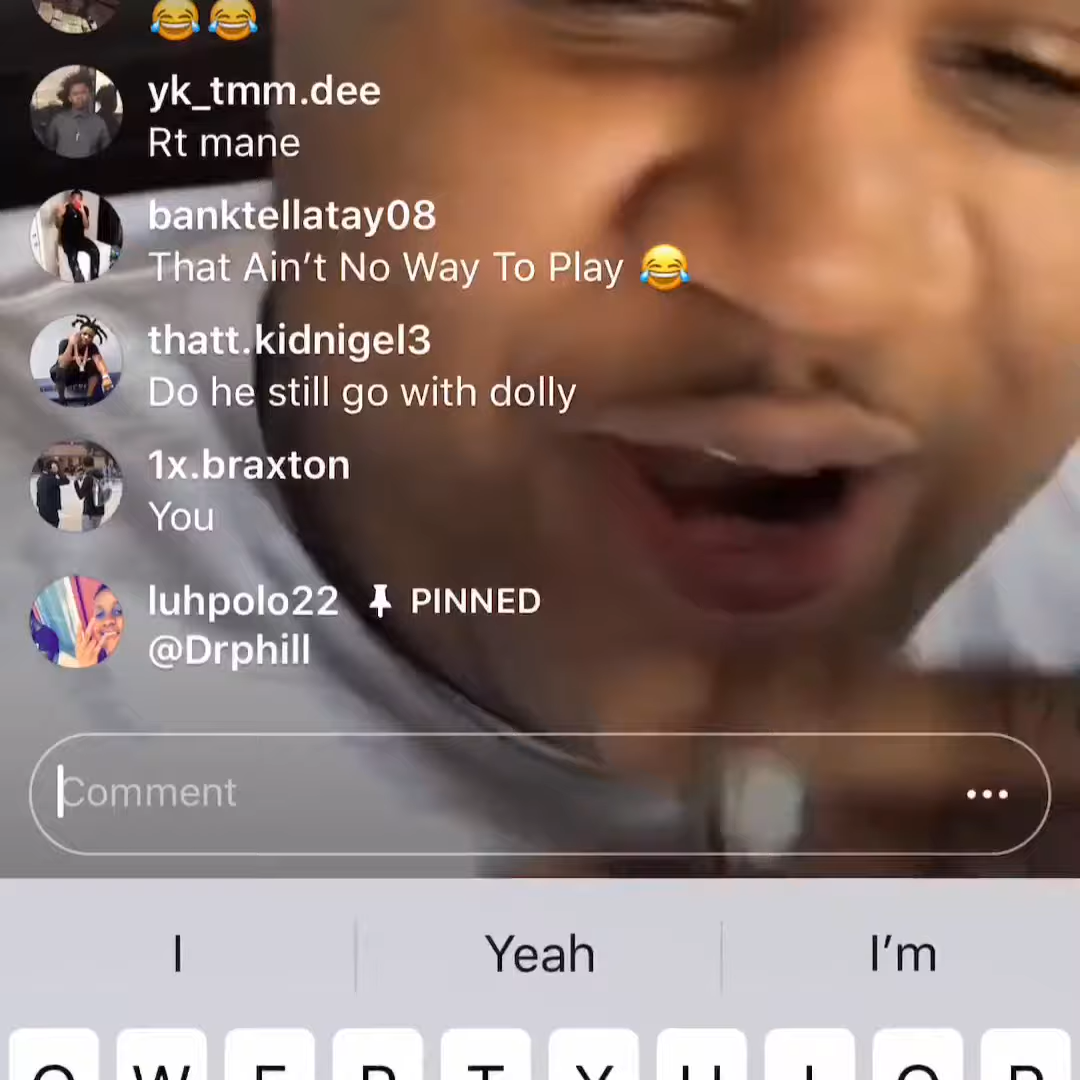 😂😂
yk_tmm.dee
Rt mane
banktellatay08
That Ain't No Way To Play 😂
thatt.kidnigel3
Do he still go with dolly
1x.braxton
You
luhpolo22 PINNED
@Drphill
Comment
I Yeah I'm
Q W E R T Y U I O P